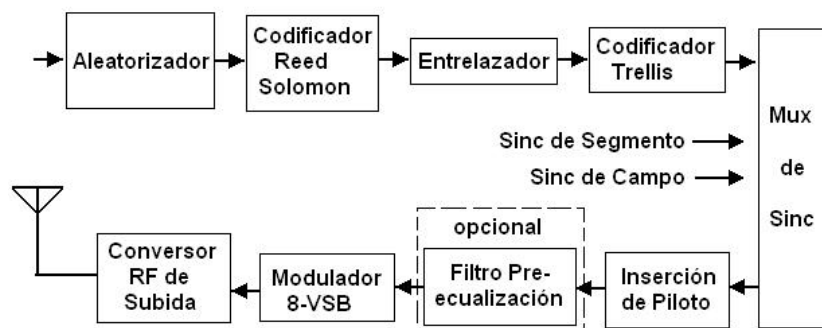 Aleatorizador
Codificador
Reed
Solomon
Entrelazador
Codificador
Trellis
Mux
de
Sinc
Sinc de Segmento
Sinc de Campo
opcional
Conversor
RF de
Subida
Modulador
8-VSB
Filtro Pre-
ecualización
Inserción
de Piloto